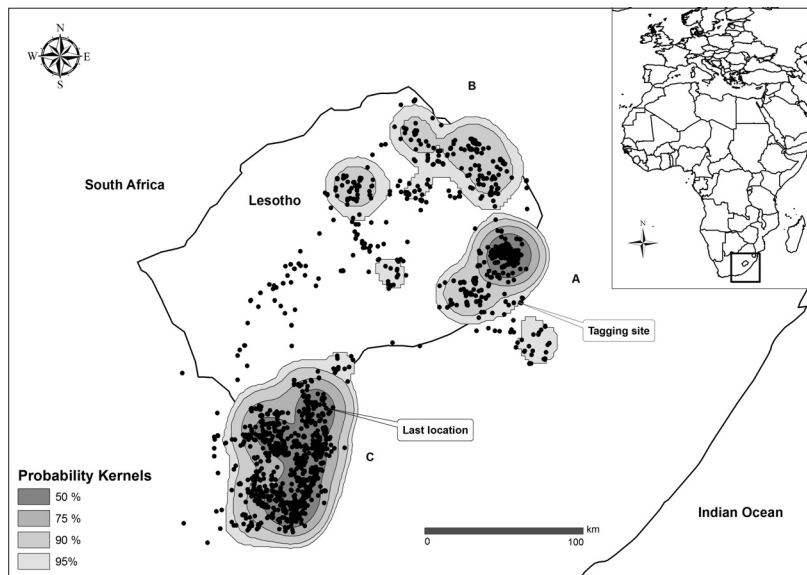 N
W E
S
B
South Africa
Lesotho
N
A
Tagging site
Last location
C
Probability Kernels
50 %
75 %
90 %
95%
Indian Ocean
km
0 100